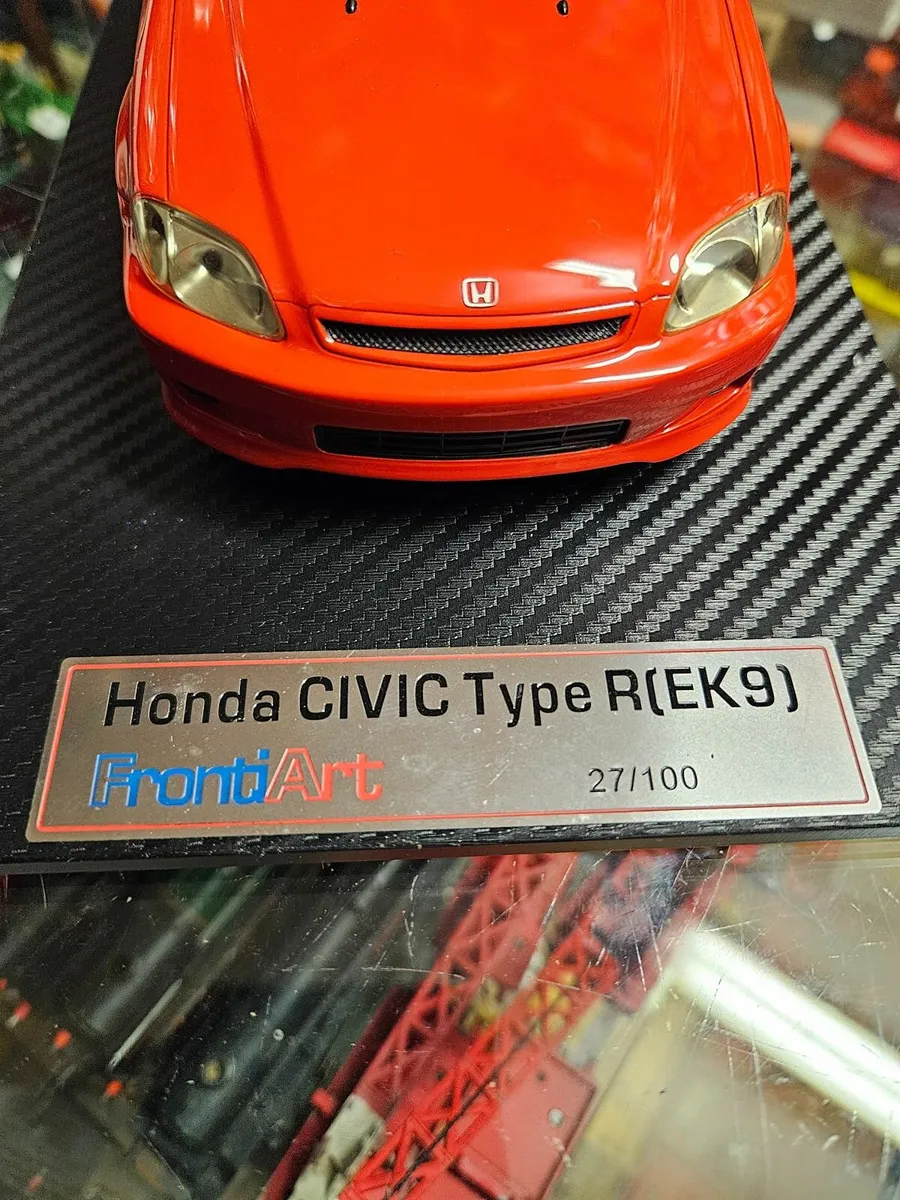 Honda CIVIC Type R(EK9)
FrontiArt
27/100